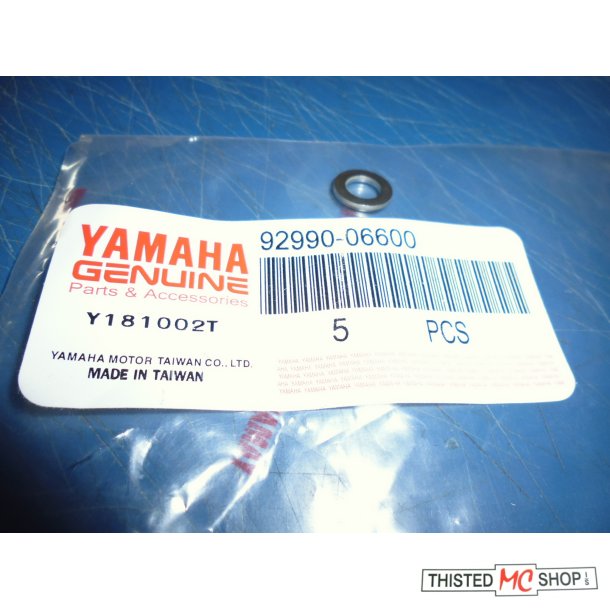 YAMAHA
GENUINE
Parts & Accessories
Y181002T
YAMAHA MOTOR TAIWAN CO., LTD.
MADE IN TAIWAN
92990-06600
5 PCS
THISTED MC SHOP I/S